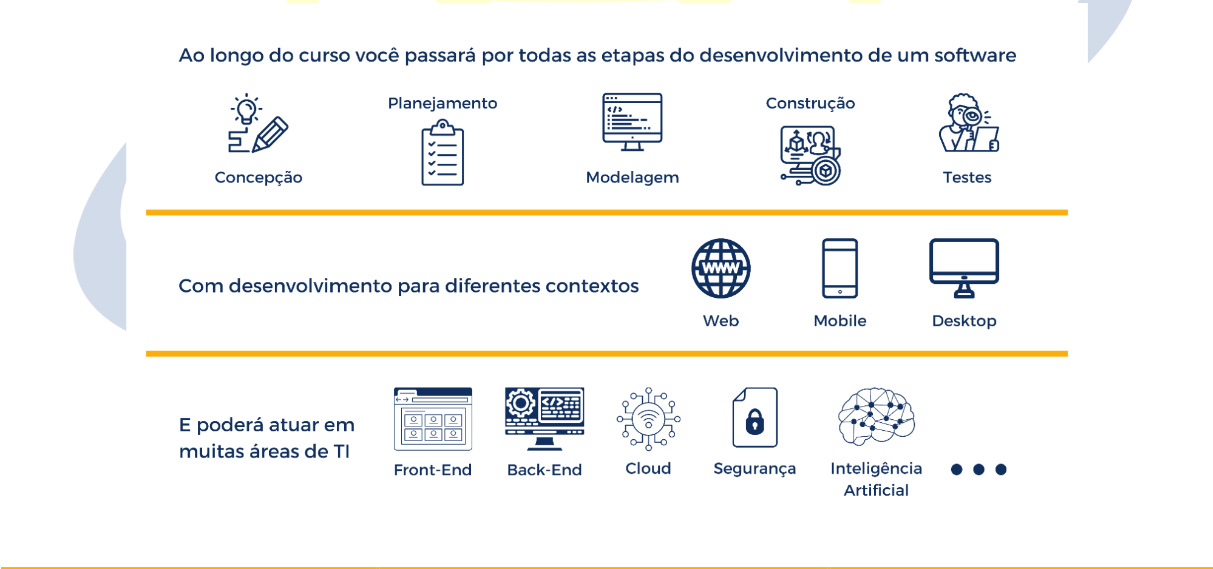 Ao longo do curso você passará por todas as etapas do desenvolvimento de um software
Concepção
Planejamento
Modelagem
Construção
Testes
Com desenvolvimento para diferentes contextos
WWW
Web
Mobile
Desktop
E poderá atuar em
muitas áreas de TI
Front-End
Back-End
Cloud
Segurança
Inteligência
Artificial